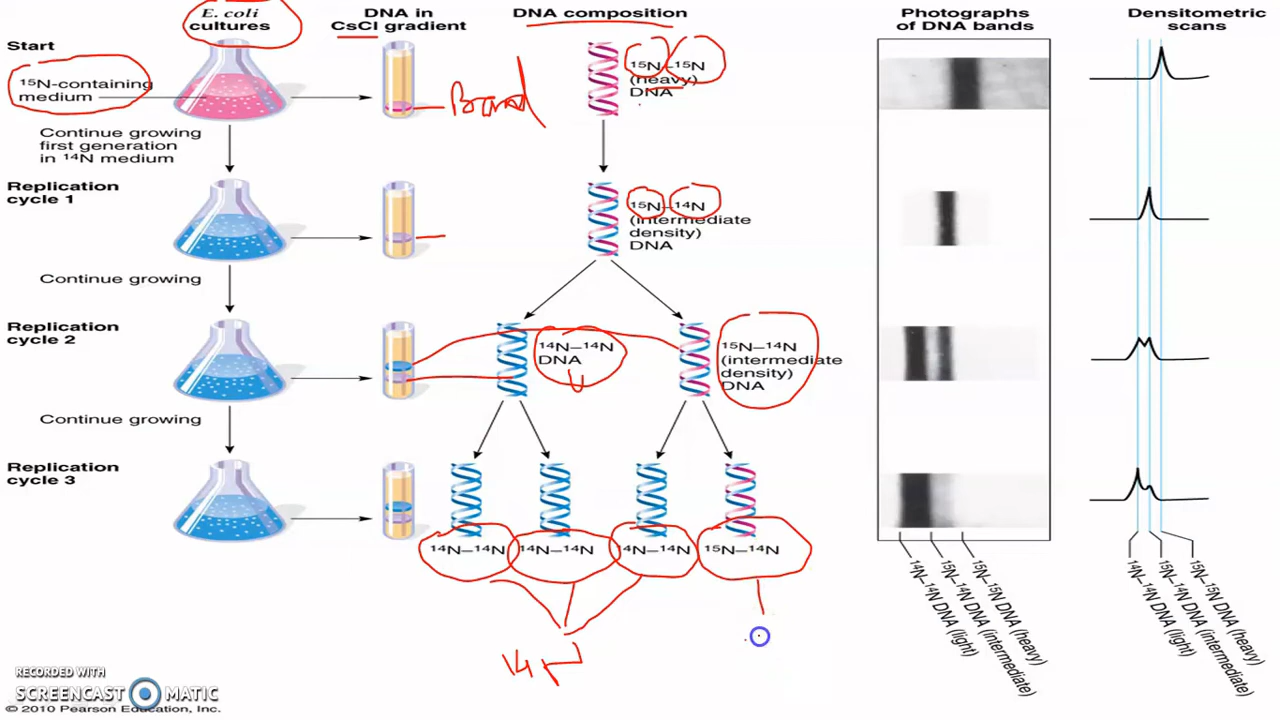 E. coli
cultures
DNA in
CsCl gradient
DNA composition
Photographs
of DNA bands
Densitometric
scans
Start
15N-containing
medium
Band
15N–15N
(heavy)
DNA
Continue growing
first generation
in 14N medium
Replication
cycle 1
15N–14N
(intermediate
density)
DNA
Continue growing
Replication
cycle 2
14N–14N
DNA
15N–14N
(intermediate
density)
DNA
Continue growing
Replication
cycle 3
14N–14N
14N–14N
14N–14N
15N–14N
14N–14N DNA (light)
15N–14N DNA (intermediate)
15N–15N DNA (heavy)
14N–14N DNA (light)
15N–14N DNA (intermediate)
15N–15N DNA (heavy)
14 N
RECORDED WITH
SCREENCAST MATIC
© 2010 Pearson Education, Inc.